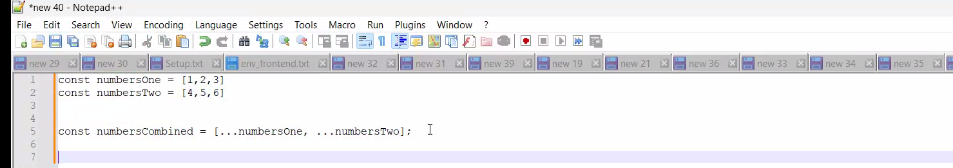 *new 40 - Notepad++
File Edit Search View Encoding Language Settings Tools Macro Run Plugins Window ?
new 29 new 30 Setup.txt env_frontend.txt new 32 new 31 new 39 new 19 new 21 new 36 new 33 new 34 new 35
1 const numbersOne = [1,2,3]
2 const numbersTwo = [4,5,6]
3
4
5 const numbersCombined = [...numbersOne, ...numbersTwo];
6
7